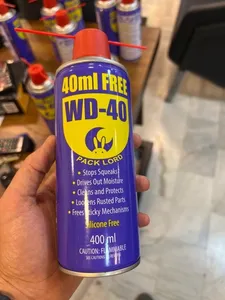 40ml FREE
WD-40
PACK LORD
• Stops Squeaks
• Drives Out Moisture
• Cleans and Protects
• Loosens Rusted Parts
• Frees Sticky Mechanisms
Silicone Free
400 ml
CAUTION: FLAMMABLE